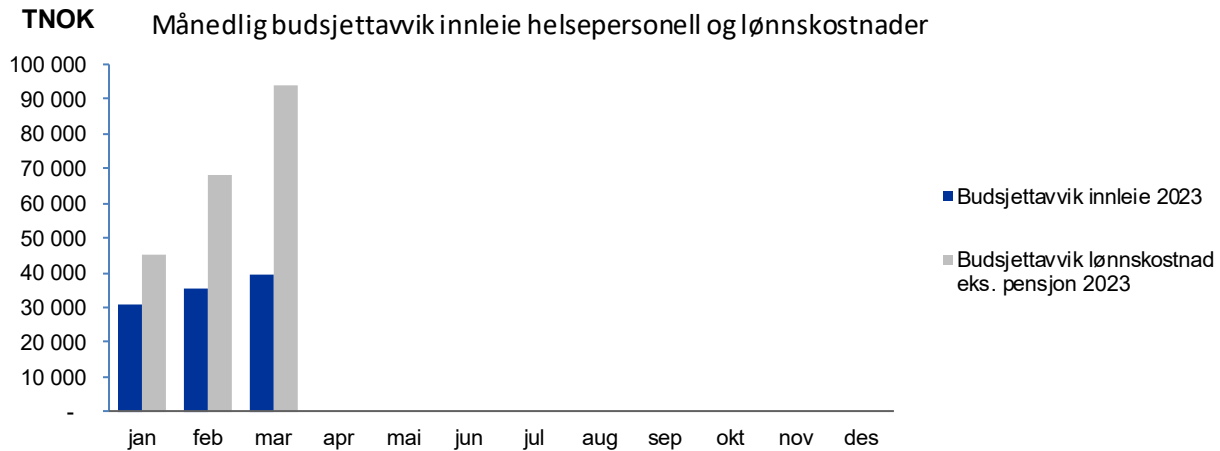 TNOK
Månedlig budsjettavvik innleie helsepersonell og lønnskostnader
100 000
90 000
80 000
70 000
60 000
50 000
40 000
30 000
20 000
10 000
-
jan feb mar apr mai jun jul aug sep okt nov des
Budsjettavvik innleie 2023
Budsjettavvik lønnskostnad
eks. pensjon 2023